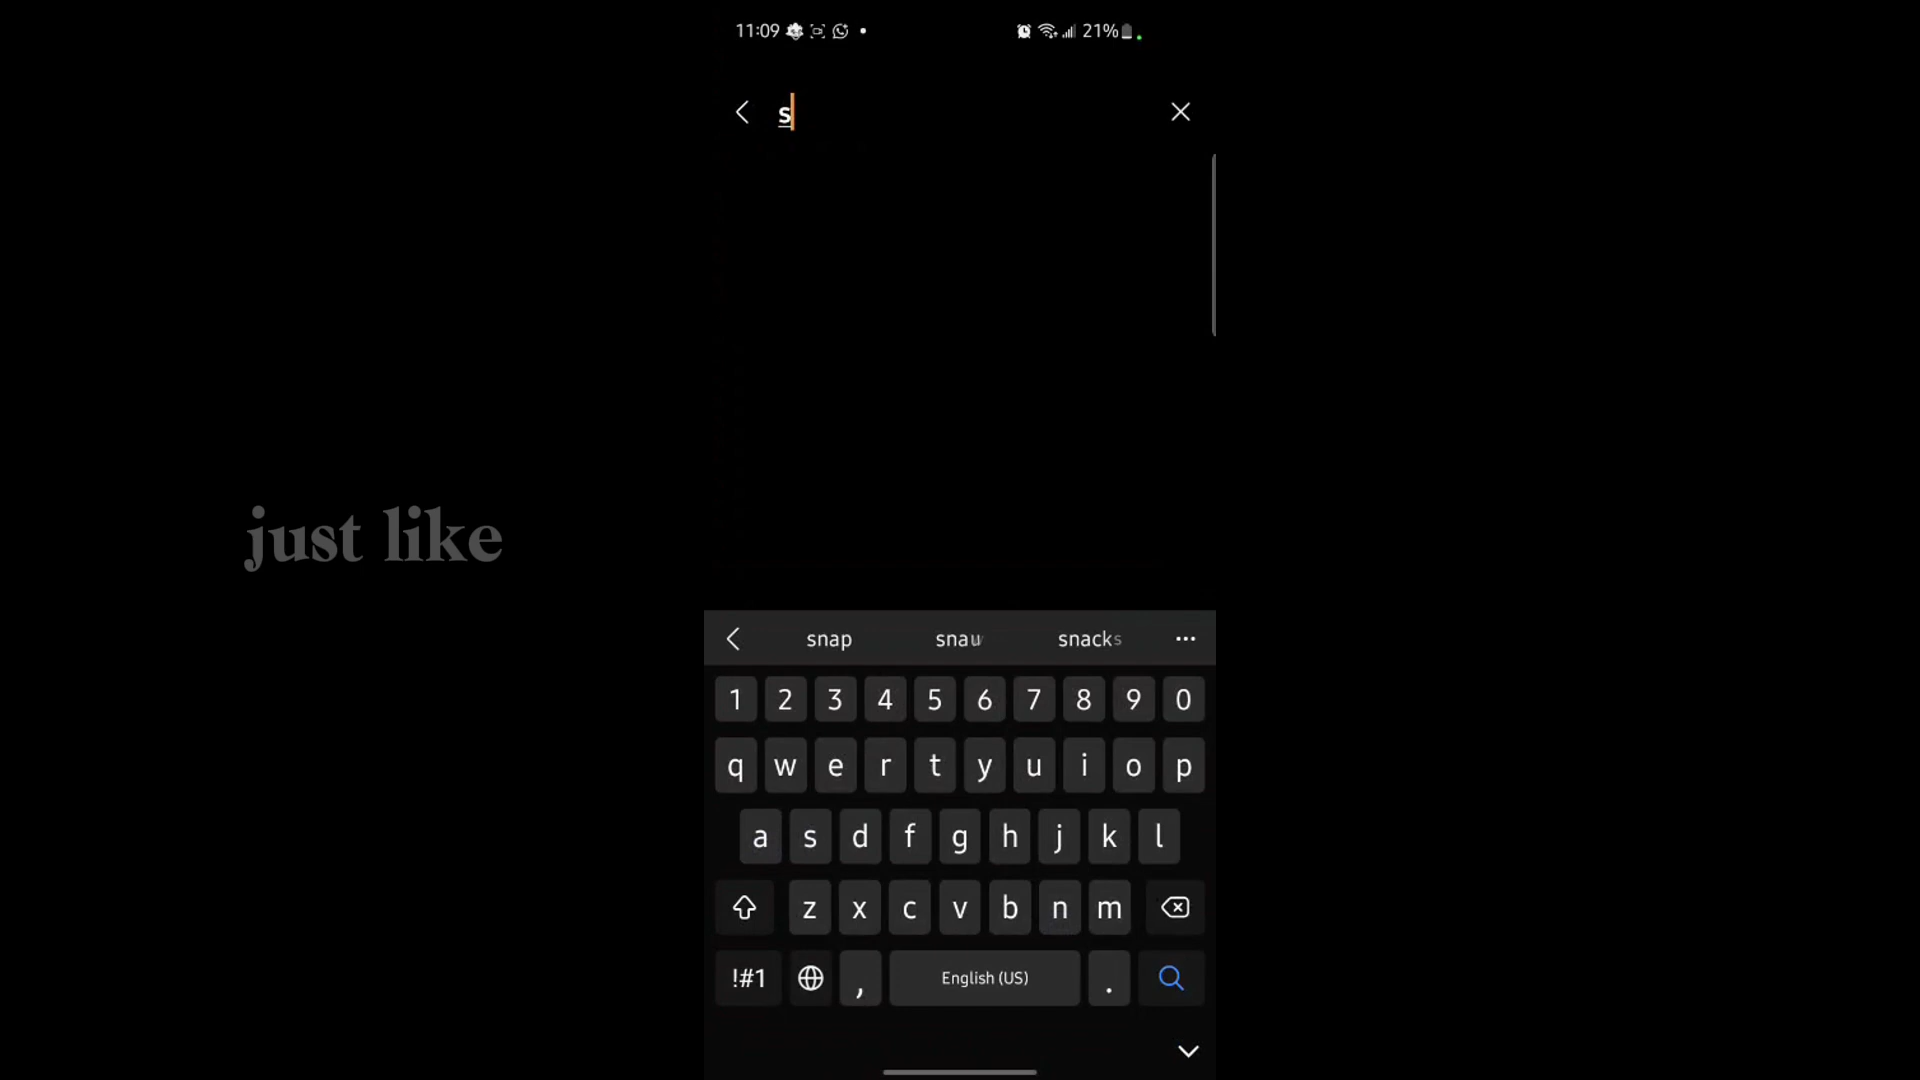 11:09 21%
s
just like
snap snau snacks
1 2 3 4 5 6 7 8 9 0
q w e r t y u i o p
a s d f g h j k l
z x c v b n m
!#1 , English (US) .